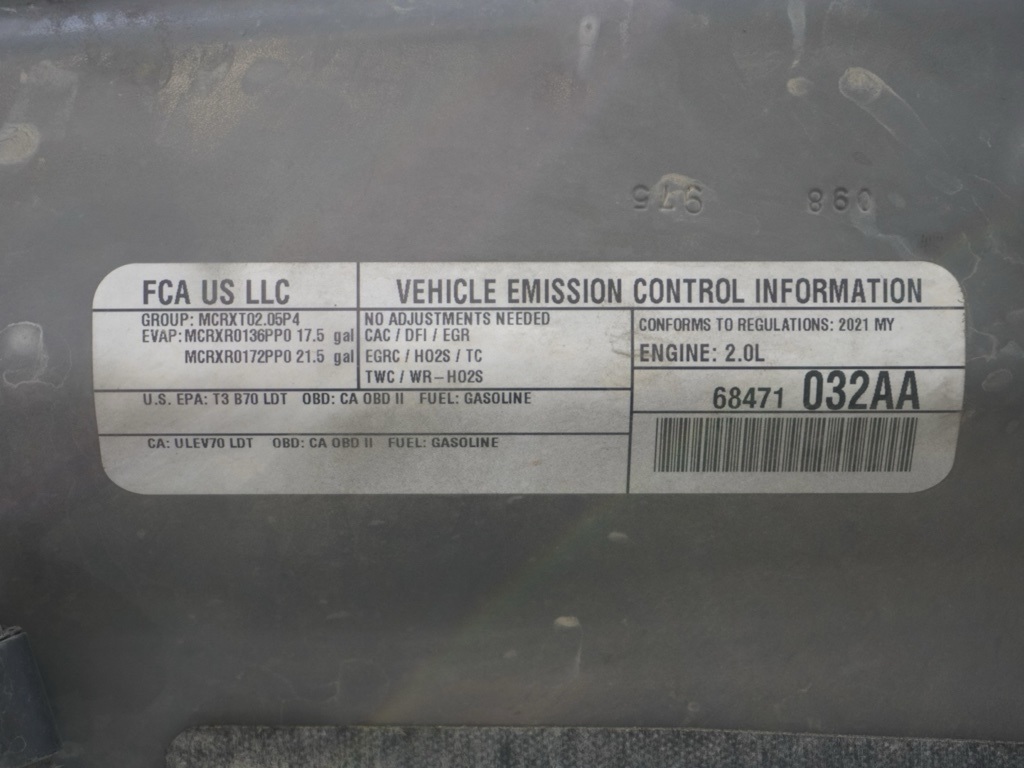 975 098
FCA US LLC
VEHICLE EMISSION CONTROL INFORMATION
GROUP: MCRXT02.05P4
EVAP: MCRXR0136PP0 17.5 gal
MCRXR0172PP0 21.5 gal
NO ADJUSTMENTS NEEDED
CAC / DFI / EGR
EGRC / HO2S / TC
TWC / WR-HO2S
CONFORMS TO REGULATIONS: 2021 MY
ENGINE: 2.0L
U.S. EPA: T3 B70 LDT OBD: CA OBD II FUEL: GASOLINE
68471 032AA
CA: ULEV70 LDT OBD: CA OBD II FUEL: GASOLINE